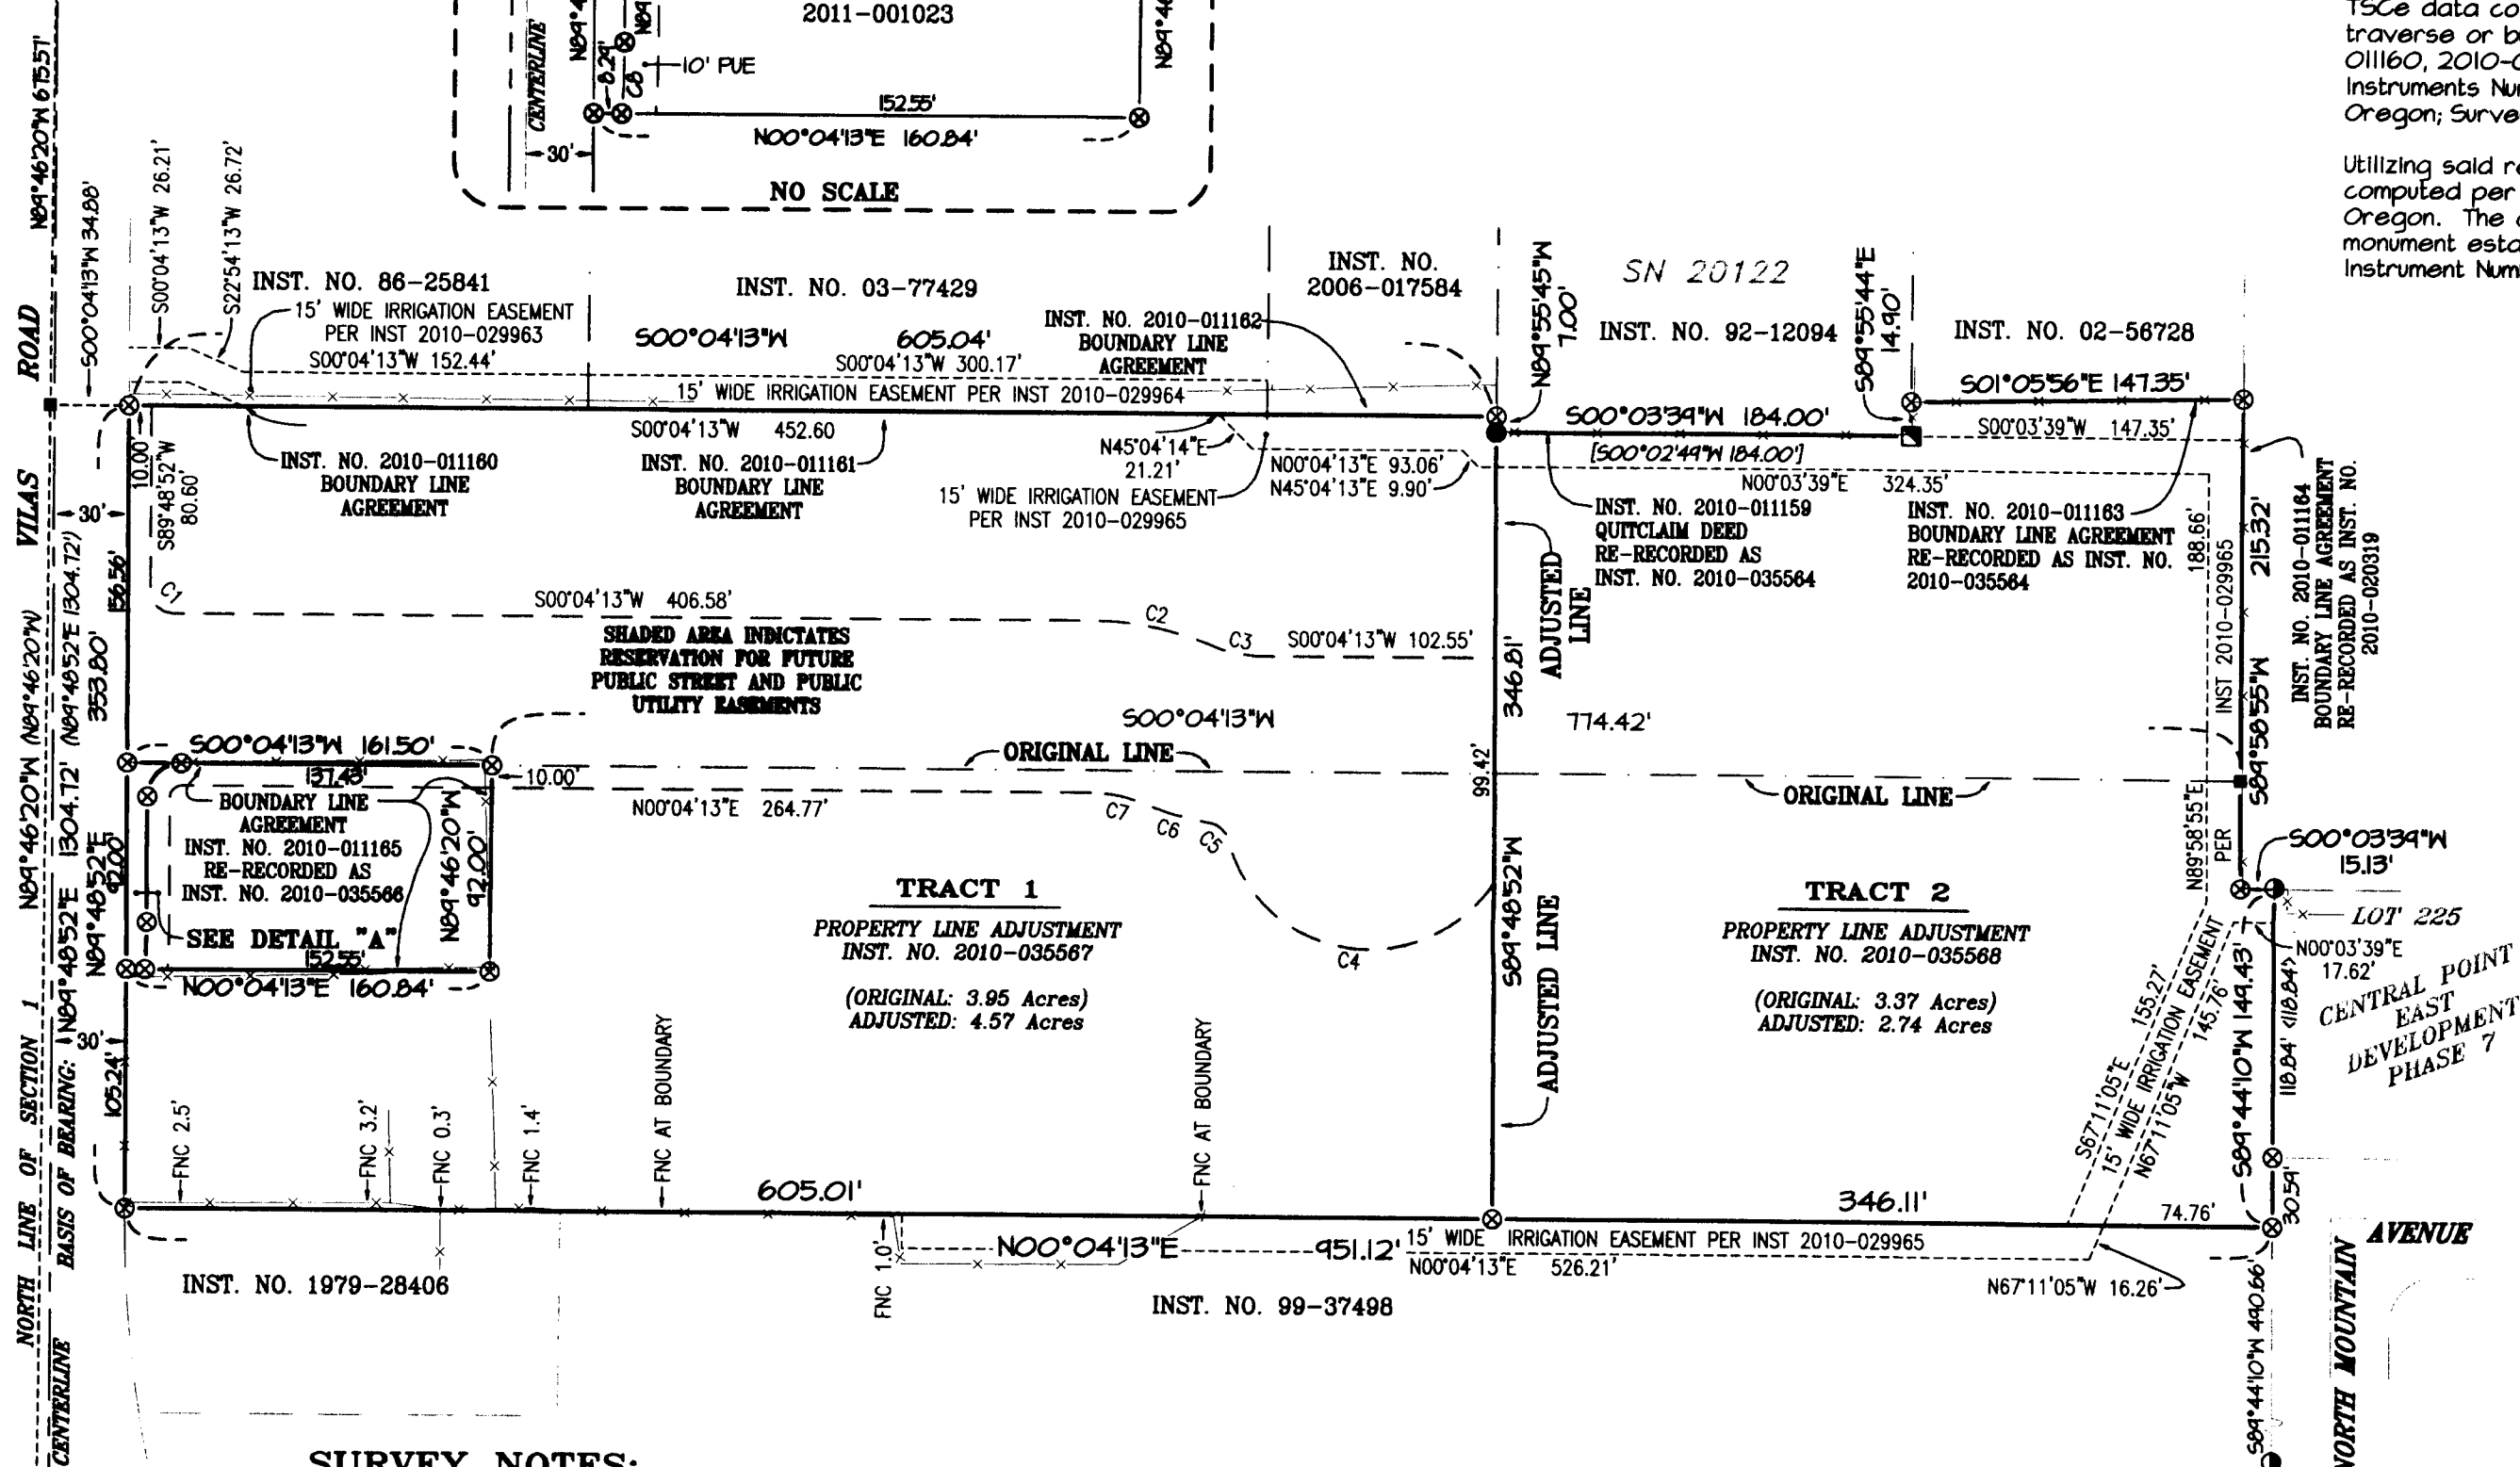 2011-001023
CENTERLINE
8.29'
C8
10' PUE
152.55'
N00°04'13"E 160.84'
30'
NO SCALE
TSCe data co
traverse or b
011160, 2010-0
Instruments Nu
Oregon; Surve
Utilizing said re
computed per
Oregon. The
monument esta
Instrument Num
S00°04'13"W 34.88'
S00°04'13"W 26.21'
S22°54'13"W 26.72'
INST. NO. 86-25841
15' WIDE IRRIGATION EASEMENT
PER INST 2010-029963
S00°04'13"W 152.44'
INST. NO. 03-77429
S00°04'13"W 605.04'
S00°04'13"W 300.17'
INST. NO. 2010-011162
BOUNDARY LINE
AGREEMENT
INST. NO.
2006-017584
N89°55'45"W
7.00'
SN 20122
INST. NO. 92-12094
S89°55'44"E
14.90'
INST. NO. 02-56728
S01°05'56"E 147.35'
S00°03'39"W 147.35'
15' WIDE IRRIGATION EASEMENT PER INST 2010-029964
S00°03'39"W 184.00'
[S00°02'49"W 184.00']
S00°04'13"W 452.60
INST. NO. 2010-011160
BOUNDARY LINE
AGREEMENT
INST. NO. 2010-011161
BOUNDARY LINE
AGREEMENT
N45°04'14"E
21.21'
N00°04'13"E 93.06'
N45°04'13"E 9.90'
15' WIDE IRRIGATION EASEMENT
PER INST 2010-029965
N00°03'39"E 324.35'
INST. NO. 2010-011159
QUITCLAIM DEED
RE-RECORDED AS
INST. NO. 2010-035564
INST. NO. 2010-011163
BOUNDARY LINE AGREEMENT
RE-RECORDED AS INST. NO.
2010-035564
188.66'
INST 2010-029965
PER
215.32'
S89°58'55"W
INST. NO. 2010-011164
BOUNDARY LINE AGREEMENT
RE-RECORDED AS INST. NO.
2010-020319
10.00'
S89°48'52"W
80.60'
30'
156.56'
353.80'
C1
S00°04'13"W 406.58'
C2
C3
S00°04'13"W 102.55'
SHADED AREA INDICTATES
RESERVATION FOR FUTURE
PUBLIC STREET AND PUBLIC
UTILITY EASEMENTS
ADJUSTED
LINE
346.81'
S00°04'13"W
774.42'
ORIGINAL LINE
ORIGINAL LINE
99.42'
S00°04'13"W 161.50'
137.43'
10.00'
N00°04'13"E 264.77'
C7
C6
C5
C4
BOUNDARY LINE
AGREEMENT
INST. NO. 2010-011165
RE-RECORDED AS
INST. NO. 2010-035566
SEE DETAIL "A"
N89°46'20"W
92.00'
N89°48'52"E
92.00'
152.55'
N00°04'13"E 160.84'
TRACT 1
PROPERTY LINE ADJUSTMENT
INST. NO. 2010-035567
(ORIGINAL: 3.95 Acres)
ADJUSTED: 4.57 Acres
S89°48'52"W
ADJUSTED LINE
TRACT 2
PROPERTY LINE ADJUSTMENT
INST. NO. 2010-035568
(ORIGINAL: 3.37 Acres)
ADJUSTED: 2.74 Acres
N89°58'55"E
S00°03'39"W
15.13'
LOT 225
N00°03'39"E
17.62'
CENTRAL POINT
EAST
DEVELOPMENT
PHASE 7
S67°11'05"E 155.27'
15' WIDE IRRIGATION EASEMENT
N67°11'05"W 145.76'
S89°44'10"W 149.43'
118.84' <118.84'>
30.59'
30'
105.24'
FNC 2.5'
FNC 3.2'
FNC 0.3'
FNC 1.4'
FNC AT BOUNDARY
FNC AT BOUNDARY
605.01'
346.11'
74.76'
FNC 1.0'
N00°04'13"E 951.12'
15' WIDE IRRIGATION EASEMENT PER INST 2010-029965
N00°04'13"E 526.21'
N67°11'05"W 16.26'
INST. NO. 1979-28406
INST. NO. 99-37498
S89°44'10"W 490.66'
NORTH MOUNTAIN
AVENUE
VILAS ROAD
N89°46'20"W 675.57'
NORTH LINE OF SECTION 1 N89°46'20"W (N89°46'20"W)
BASIS OF BEARING: N89°48'52"E 1304.72' (N89°48'52"E 1304.72')
CENTERLINE
SURVEY NOTES: